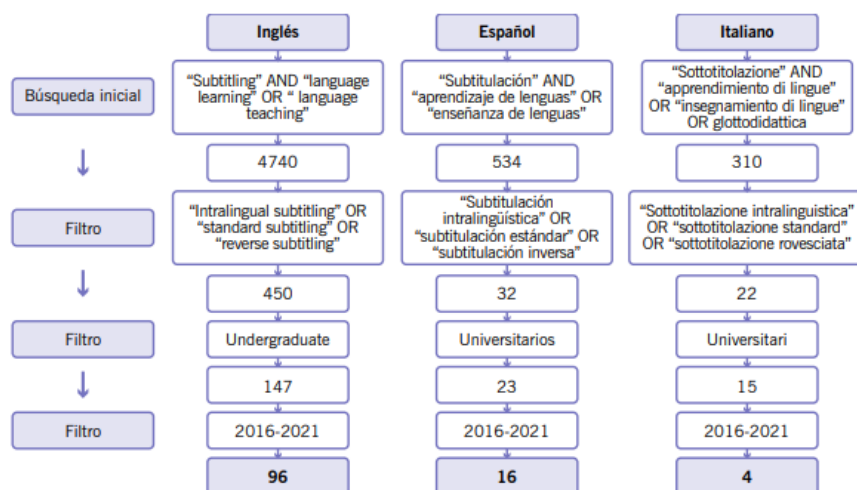 Inglés
Español
Italiano
Búsqueda inicial
“Subtitling” AND “language
learning” OR “ language
teaching”
“Subtitulación” AND
“aprendizaje de lenguas” OR
“enseñanza de lenguas”
“Sottotitolazione” AND
“apprendimiento di lingue”
OR “insegnamiento di lingue”
OR glottodidattica
4740
534
310
Filtro
“Intralingual subtitling” OR
“standard subtitling” OR
“reverse subtitling”
“Subtitulación
intralingüística” OR
“subtitulación estándar” OR
“subtitulación inversa”
“Sottotitolazione intralinguistica”
OR “sottotitolazione standard”
OR “sottotitolazione rovesciata”
450
32
22
Filtro
Undergraduate
Universitarios
Universitari
147
23
15
Filtro
2016-2021
2016-2021
2016-2021
96
16
4